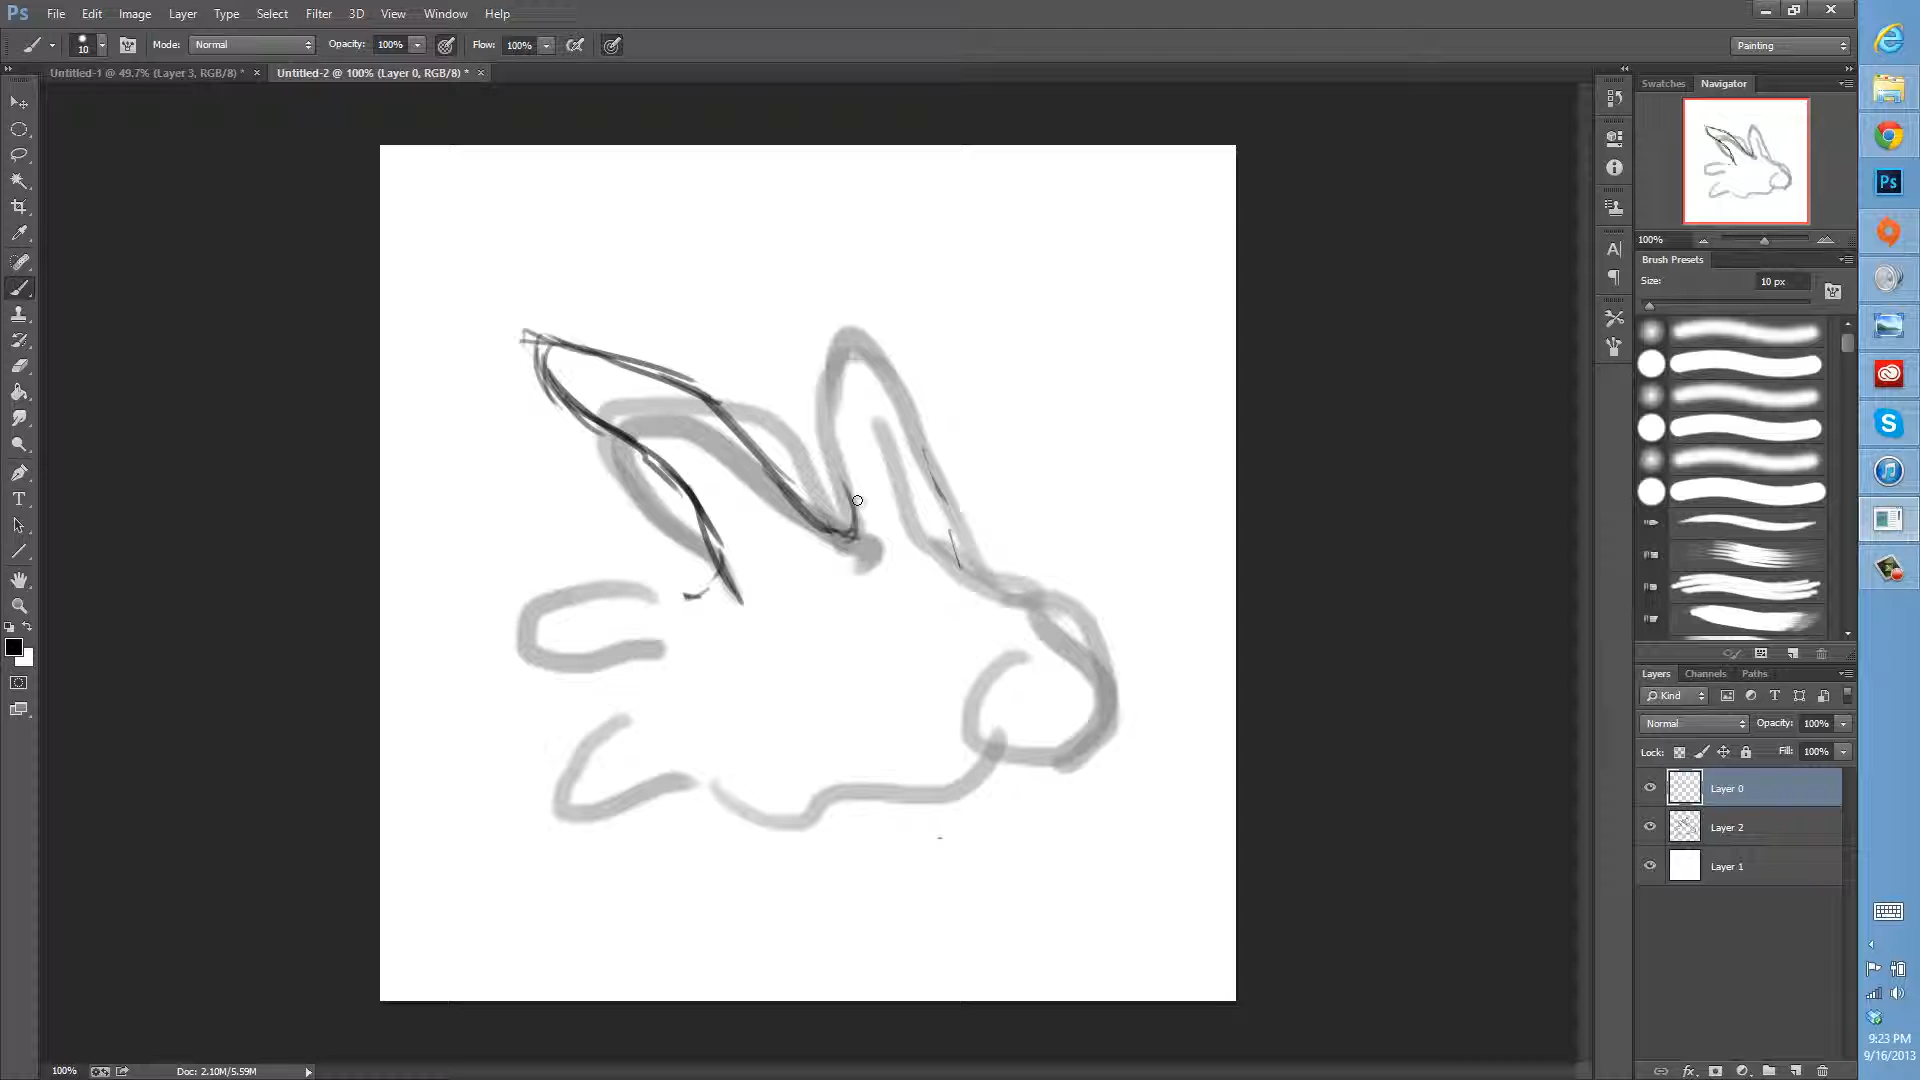 Ps File Edit Image Layer Type Select Filter 3D View Window Help
10 Mode: Normal Opacity: 100% Flow: 100% Painting
Untitled-1 @ 49.7% (Layer 3, RGB/8) * × Untitled-2 @ 100% (Layer 0, RGB/8) * ×
Swatches Navigator
100%
Brush Presets
Size: 10 px
Layers Channels Paths
Kind
Normal Opacity: 100%
Lock: Fill: 100%
Layer 0
Layer 2
Layer 1
Ps
9:23 PM
9/16/2013
100% Doc: 2.10M/5.59M